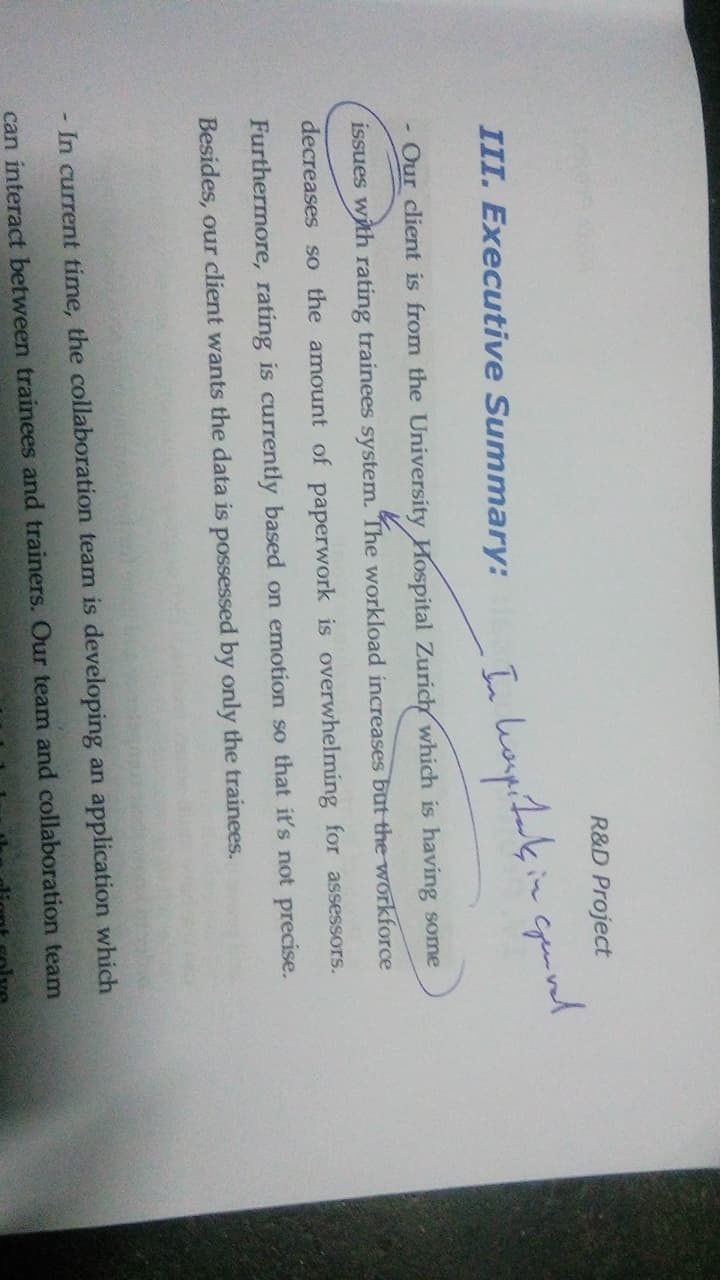 R&D Project
In hospitals in general
III. Executive Summary:
- Our client is from the University Hospital Zurich which is having some
issues with rating trainees system. The workload increases but the workforce
decreases so the amount of paperwork is overwhelming for assessors.
Furthermore, rating is currently based on emotion so that it's not precise.
Besides, our client wants the data is possessed by only the trainees.
- In current time, the collaboration team is developing an application which
can interact between trainees and trainers. Our team and collaboration team
the client solve